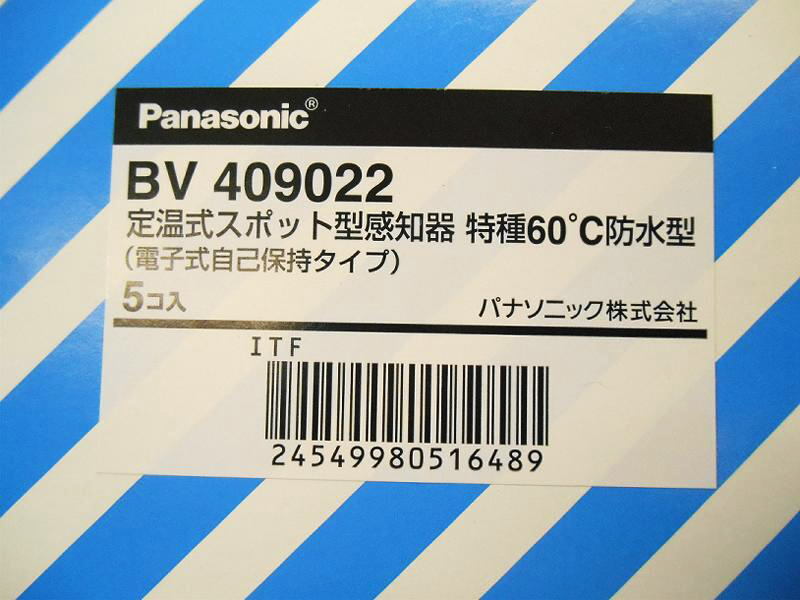 Panasonic®
BV 409022
定温式スポット型感知器 特種60°C防水型
(電子式自己保持タイプ)
5コ入 パナソニック株式会社
ITF
24549980516489